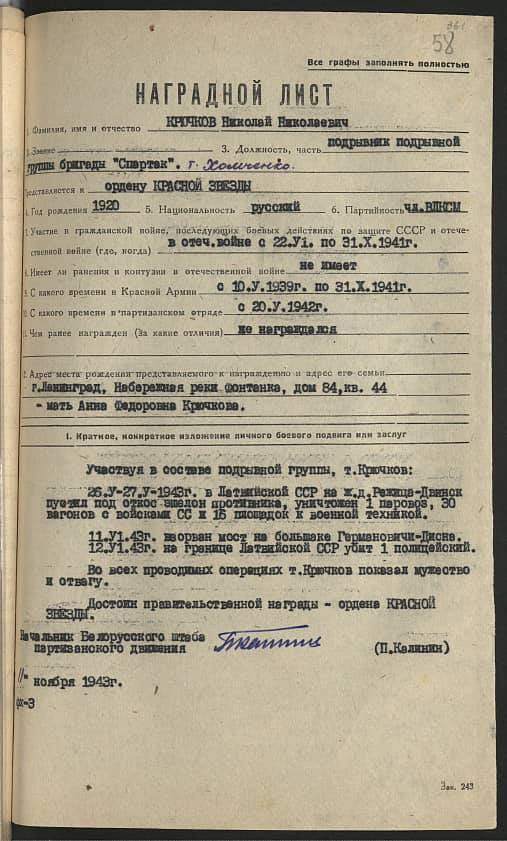 361
58
Все графы заполнять полностью
НАГРАДНОЙ ЛИСТ
1. Фамилия, имя и отчество КРЮЧКОВ Николай Николаевич
2. Звание 3. Должность, часть подрывник подрывной
группы бригады "Спартак".
Представляется к ордену КРАСНОЙ ЗВЕЗДЫ
4. Год рождения 1920 5. Национальность русский 6. Партийность чл.ВЛКСМ
7. Участие в гражданской войне, последующих боевых действиях по защите СССР и отече-
ственной войне (где, когда) в отеч.войне с 22.У1. по 31.Х.1941г.
8. Имеет ли ранения и контузии в отечественной войне не имеет
9. С какого времени в Красной Армии с 10.У.1939г. по 31.Х.1941г.
10. С какого времени в партизанском отряде с 20.У.1942г.
11. Чем ранее награжден (За какие отличия) не награждался
12. Адрес места рождения представляемого к награждению и адрес его семьи
г.Ленинград, Набережная реки Фонтанка, дом 84,кв. 44
- мать Анна Федоровна Крючкова.
I. Краткое, конкретное изложение личного боевого подвига или заслуг
Участвуя в составе подрывной группы, т.Крючков:
26.У-27.У-1943г. в Латвийской ССР на ж.д.Режица-Двинск
пустил под откос эшелон противника, уничтожен 1 паровоз, 30
вагонов с войсками СС и 15 площадок к военной техникой.
11.У1.43г. взорван мост на большаке Германовичи-Дисна.
12.У1.43г. на границе Латвийской ССР убит 1 полицейский.
Во всех проводимых операциях т.Крючков показал мужество
и отвагу.
Достоин правительственной награды - ордена КРАСНОЙ
ЗВЕЗДЫ.
Начальник Белорусского штаба
партизанского движения (П.Калинин)
11- ноября 1943г.
фк-3
Зак. 243